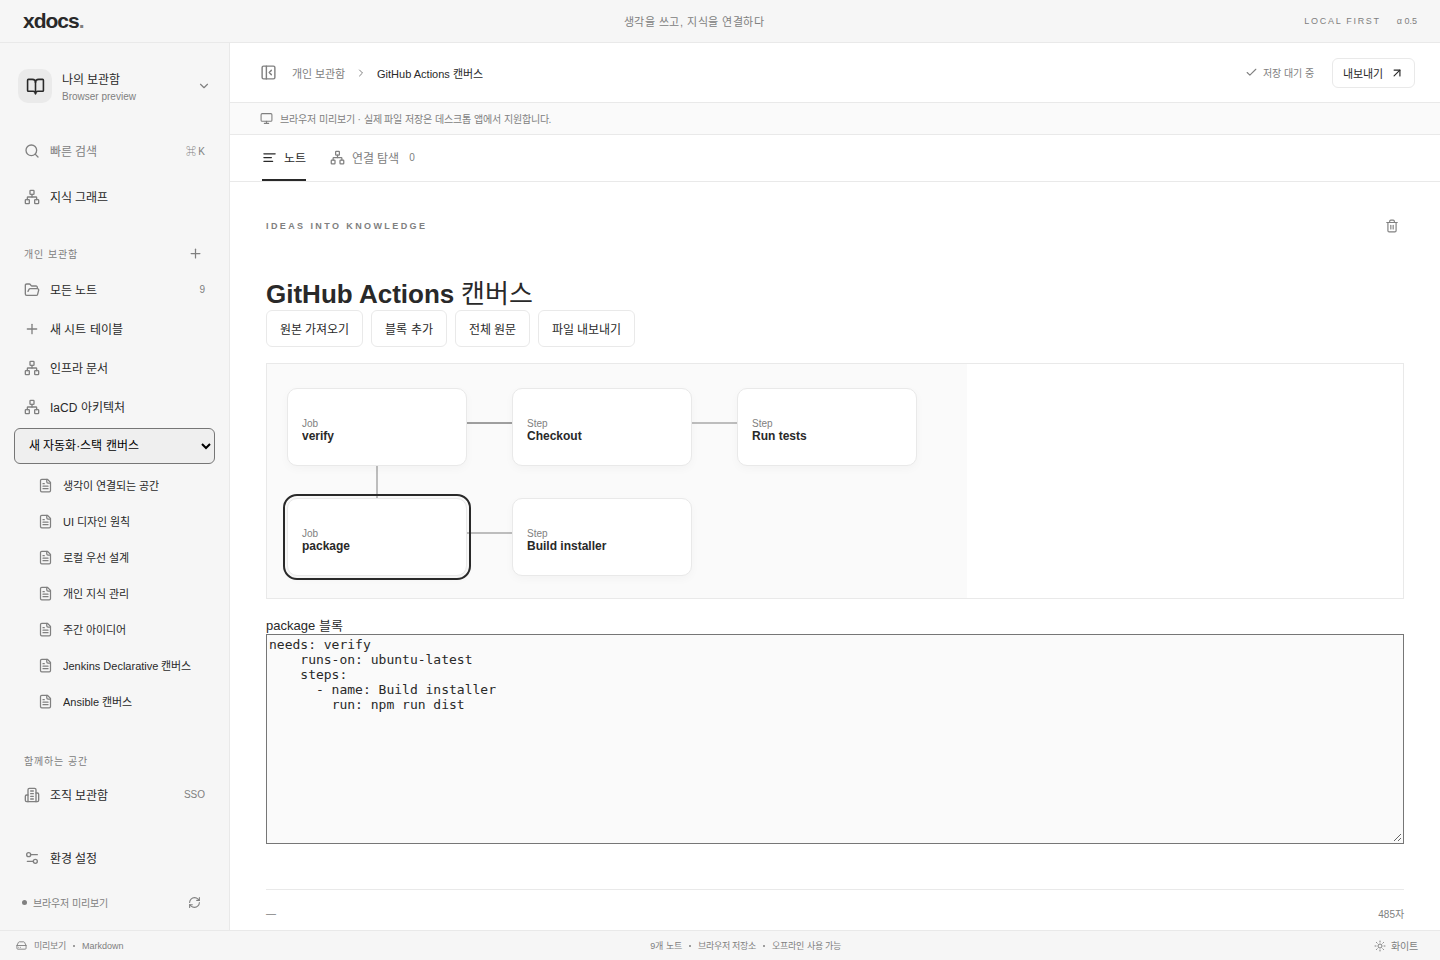 xdocs.
생각을 쓰고, 지식을 연결하다
LOCAL FIRST α 0.5
나의 보관함
Browser preview
빠른 검색 ⌘K
지식 그래프
개인 보관함
모든 노트 9
새 시트 테이블
인프라 문서
IaCD 아키텍처
새 자동화·스택 캔버스
생각이 연결되는 공간
UI 디자인 원칙
로컬 우선 설계
개인 지식 관리
주간 아이디어
Jenkins Declarative 캔버스
Ansible 캔버스
함께하는 공간
조직 보관함 SSO
환경 설정
브라우저 미리보기
개인 보관함 GitHub Actions 캔버스
저장 대기 중 내보내기
브라우저 미리보기 · 실제 파일 저장은 데스크톱 앱에서 지원합니다.
노트 연결 탐색 0
IDEAS INTO KNOWLEDGE
GitHub Actions 캔버스
원본 가져오기 블록 추가 전체 원문 파일 내보내기
Job
verify
Step
Checkout
Step
Run tests
Job
package
Step
Build installer
package 블록
needs: verify
    runs-on: ubuntu-latest
    steps:
      - name: Build installer
        run: npm run dist
— 485자
미리보기 • Markdown
9개 노트 • 브라우저 저장소 • 오프라인 사용 가능
화이트